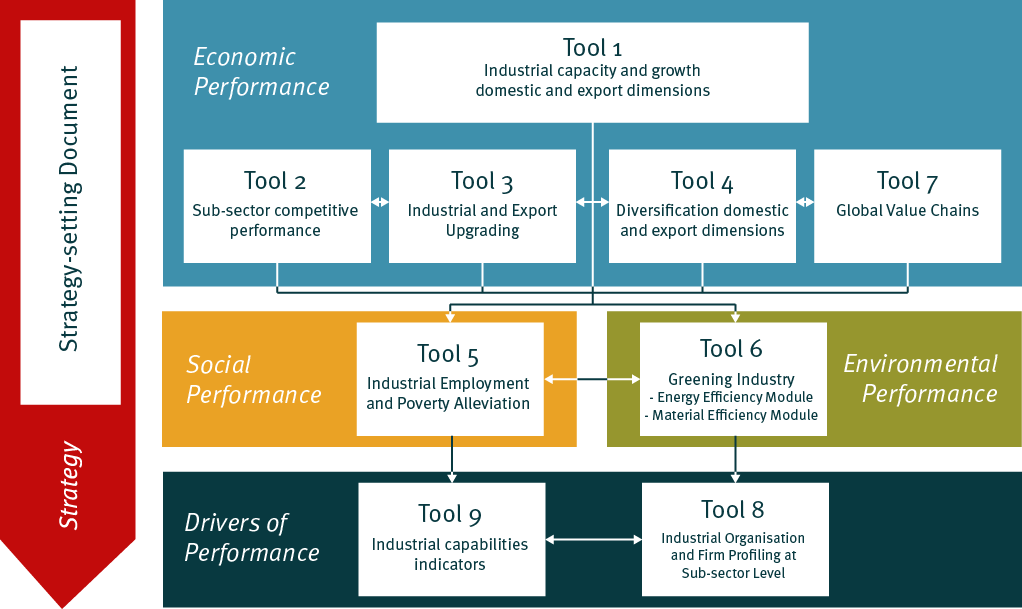 Strategy-setting Document
Strategy
Economic
Performance
Tool 1
Industrial capacity and growth
domestic and export dimensions
Tool 2
Sub-sector competitive
performance
Tool 3
Industrial and Export
Upgrading
Tool 4
Diversification domestic
and export dimensions
Tool 7
Global Value Chains
Social
Performance
Tool 5
Industrial Employment
and Poverty Alleviation
Tool 6
Greening Industry
- Energy Efficiency Module
- Material Efficiency Module
Environmental
Performance
Drivers of
Performance
Tool 9
Industrial capabilities
indicators
Tool 8
Industrial Organisation
and Firm Profiling at
Sub-sector Level